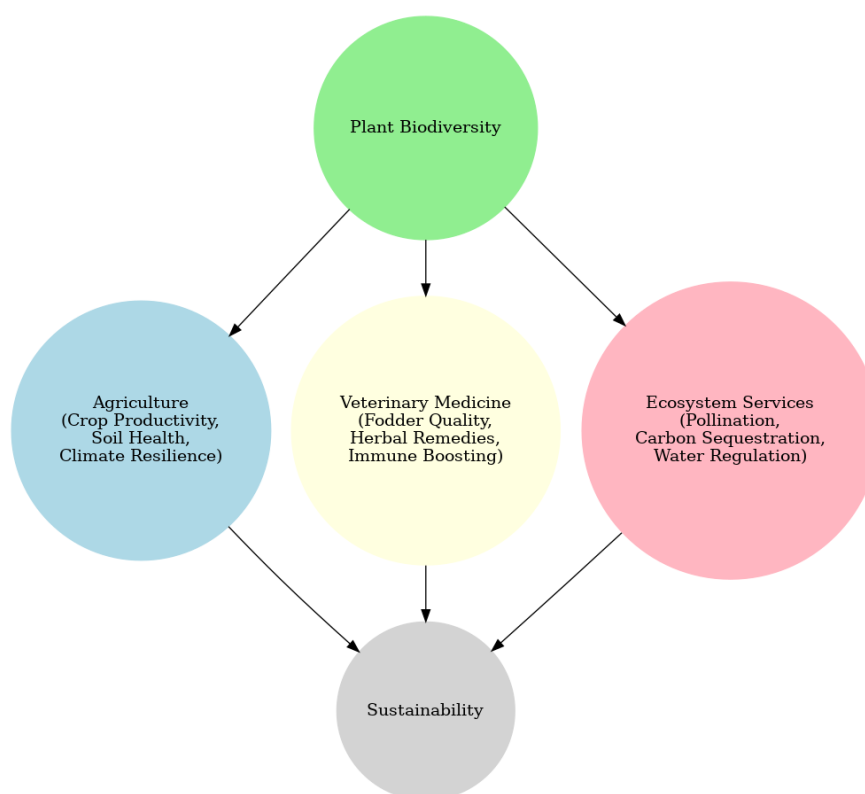 Plant Biodiversity
Agriculture
(Crop Productivity,
Soil Health,
Climate Resilience)
Veterinary Medicine
(Fodder Quality,
Herbal Remedies,
Immune Boosting)
Ecosystem Services
(Pollination,
Carbon Sequestration,
Water Regulation)
Sustainability